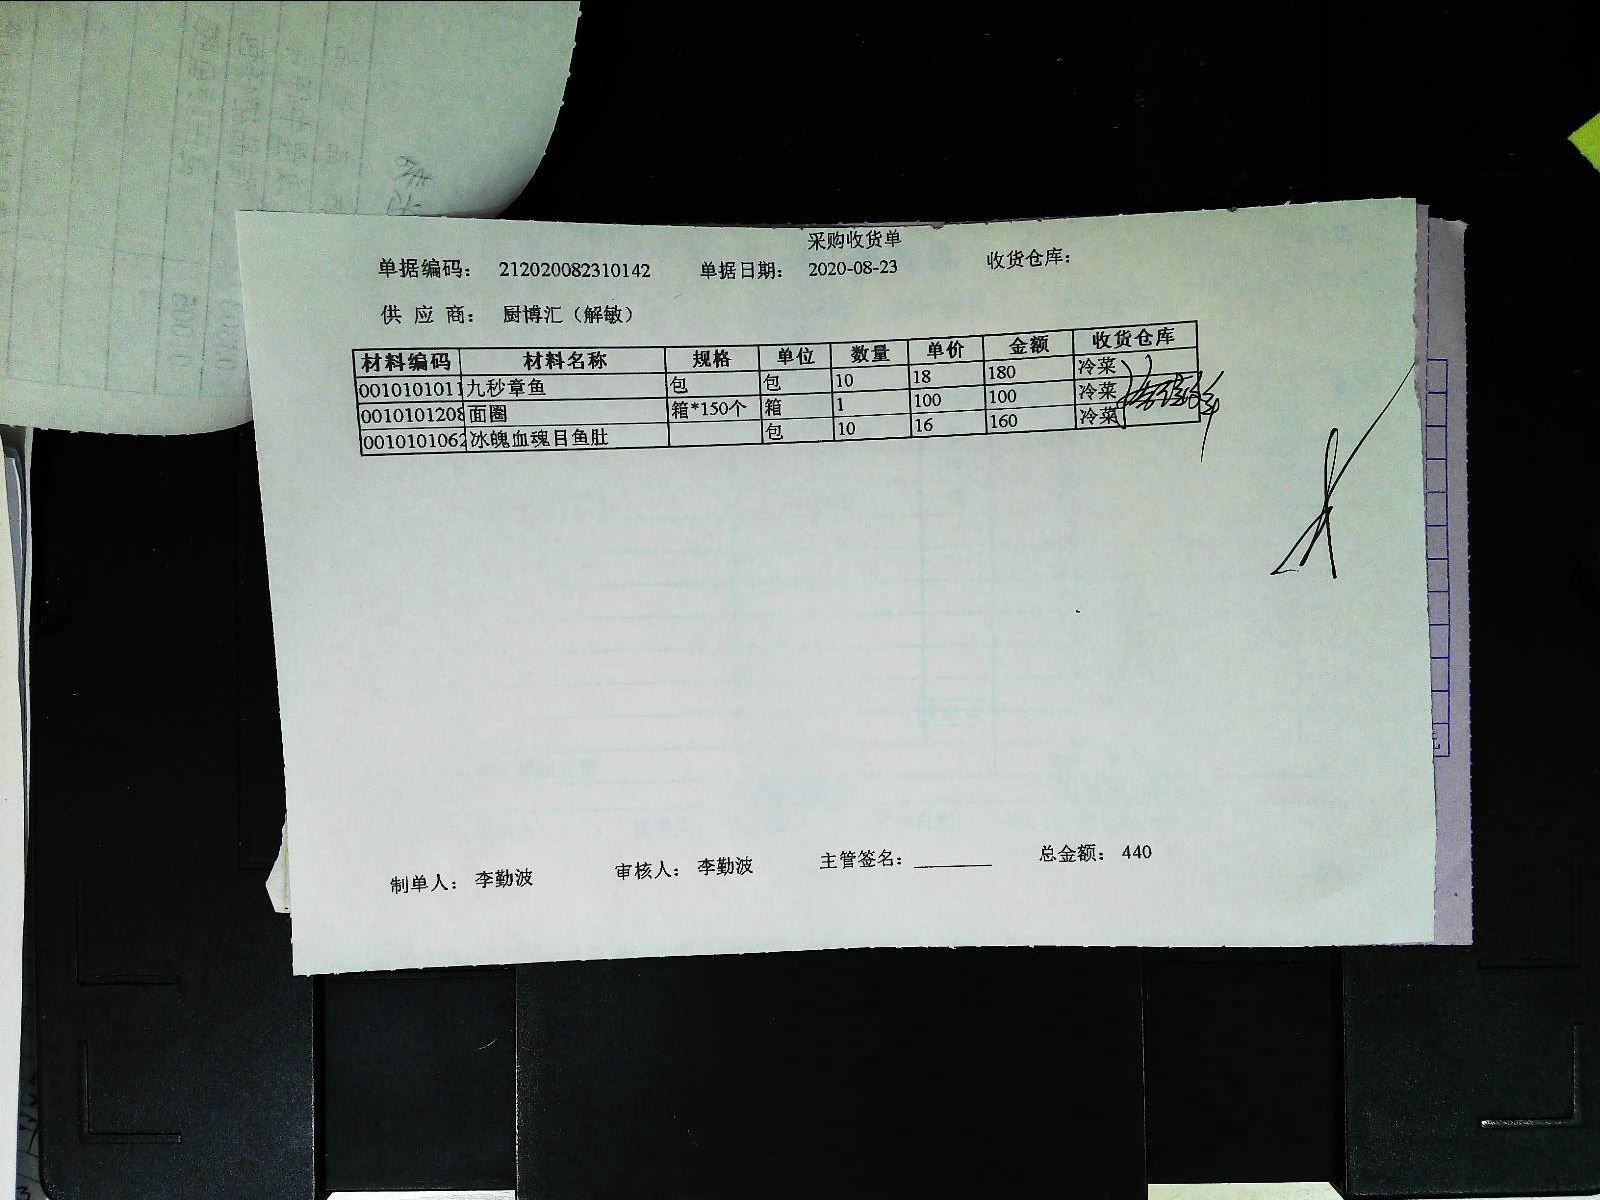 采购收货单
单据编码： 212020082310142 单据日期： 2020-08-23 收货仓库：
供 应 商： 厨博汇（解敏）
材料编码 材料名称 规格 单位 数量 单价 金额 收货仓库
0010101011 九秒章鱼 包 包 10 18 180 冷菜
0010101208 面圈 箱*150个 箱 1 100 100 冷菜
0010101062 冰魄血魂目鱼肚 包 10 16 160 冷菜
制单人： 李勤波 审核人： 李勤波 主管签名： 总金额： 440